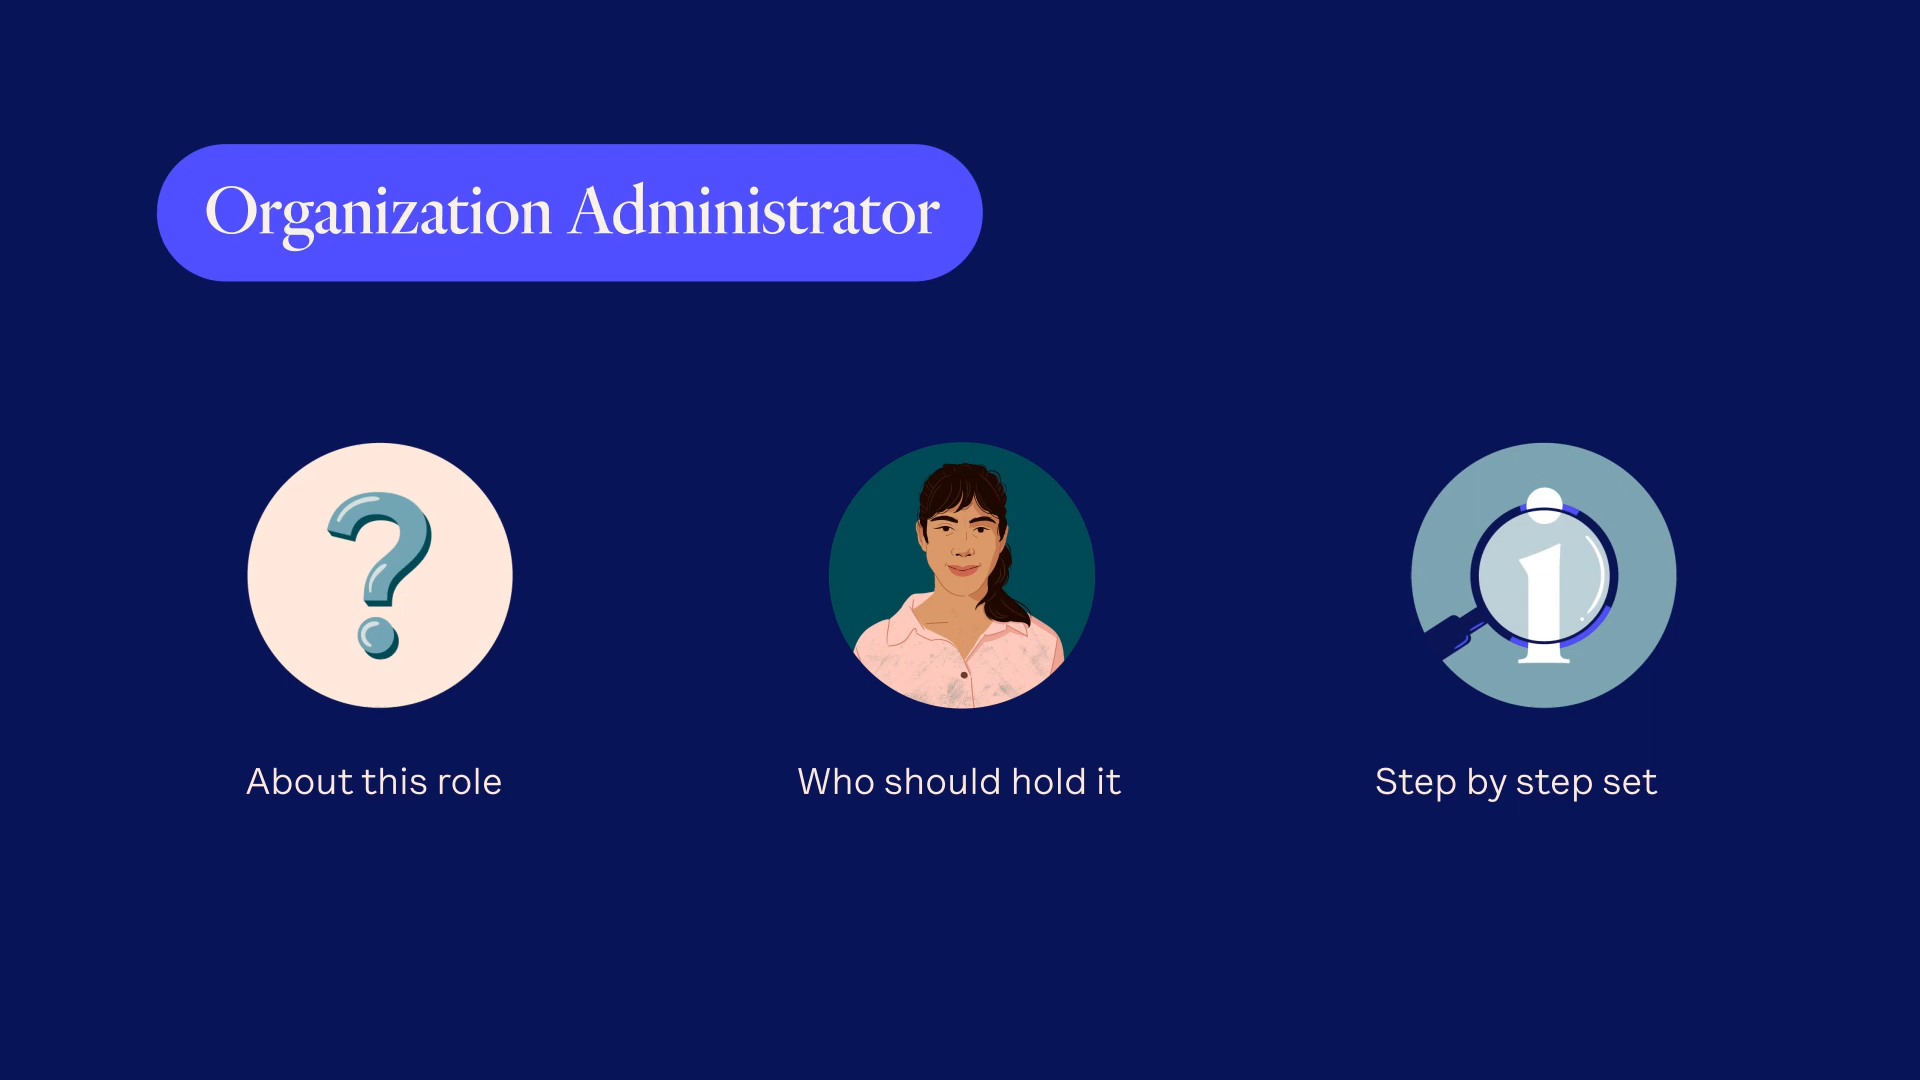 Organization Administrator
About this role
Who should hold it
Step by step set